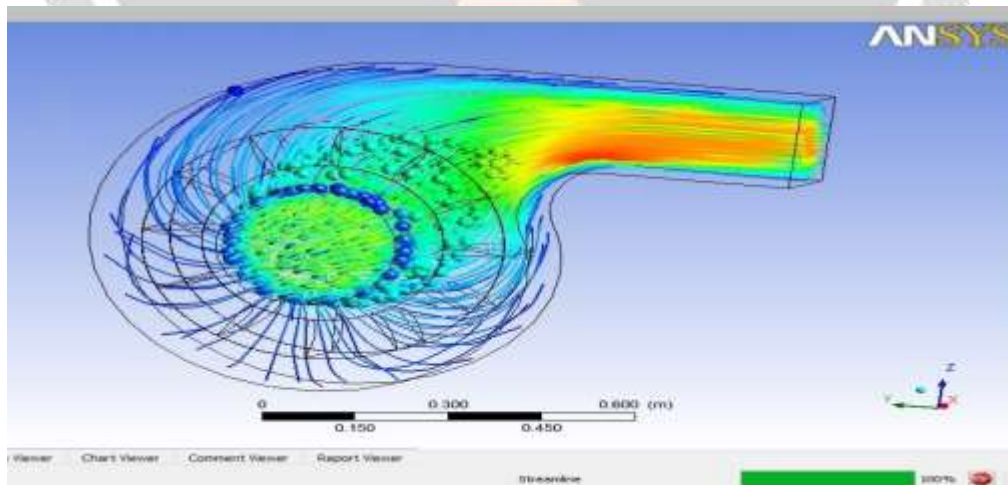 ANSYS
0 0.300 0.600 (m)
0.150 0.450
Z
Y X
Viewer Chart Viewer Comment Viewer Report Viewer
Streamline 100%